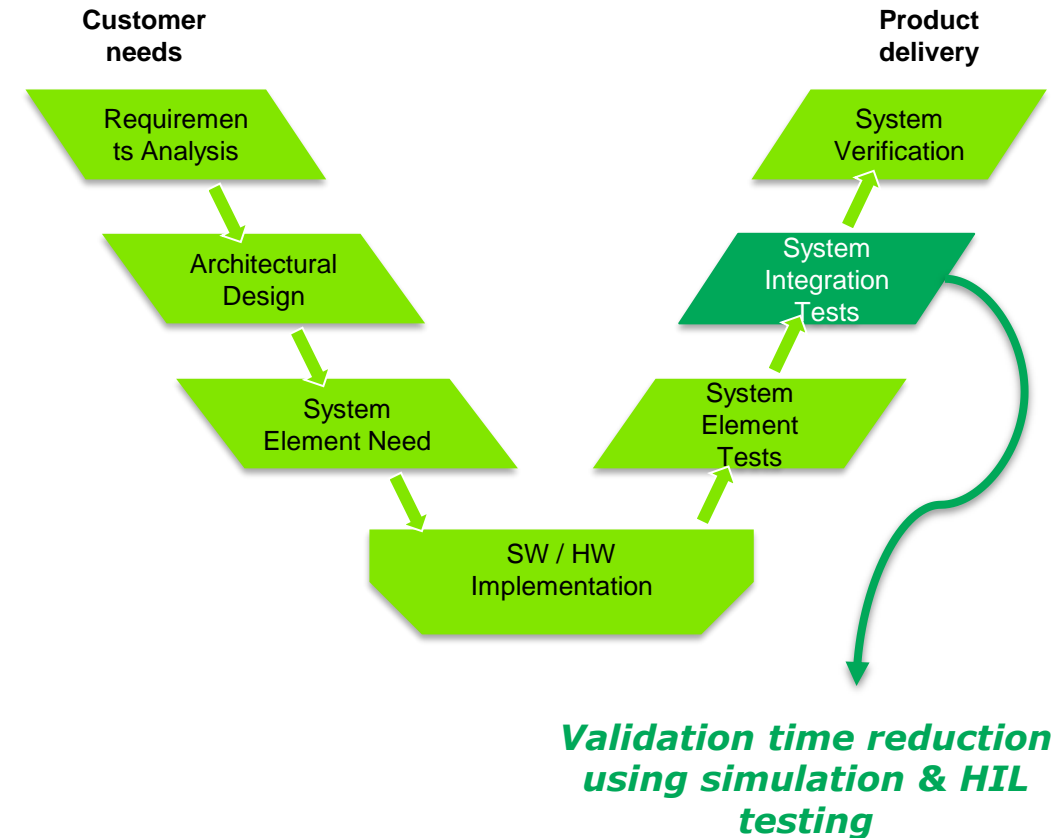 Customer
needs
Product
delivery
Requiremen
ts Analysis
System
Verification
Architectural
Design
System
Integration
Tests
System
Element Need
System
Element
Tests
SW / HW
Implementation
Validation time reduction
using simulation & HIL
testing